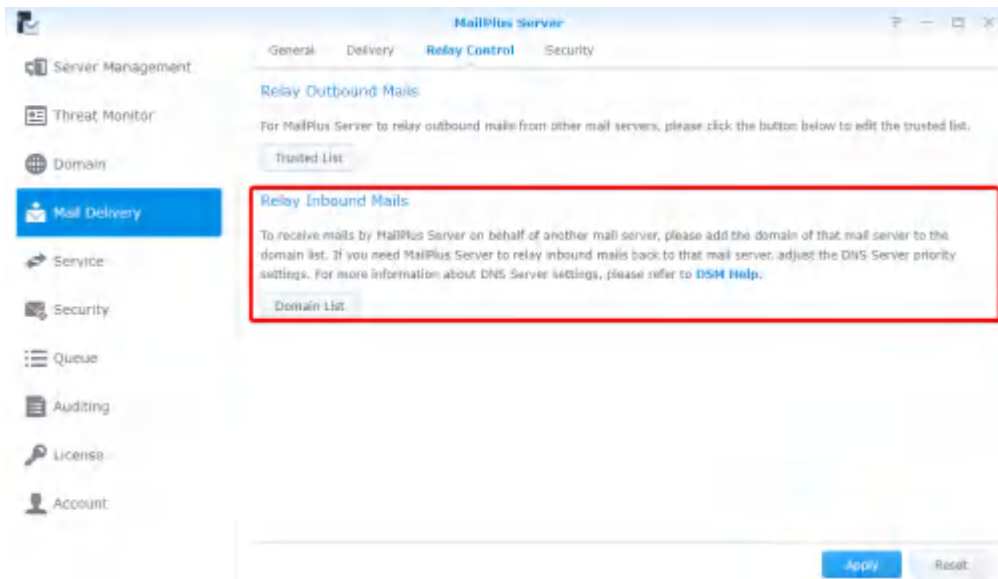 MailPlus Server
General Delivery Relay Control Security
Server Management
Threat Monitor
Domain
Mail Delivery
Service
Security
Queue
Auditing
License
Account
Relay Outbound Mails
For MailPlus Server to relay outbound mails from other mail servers, please click the button below to edit the trusted list.
Trusted List
Relay Inbound Mails
To receive mails by MailPlus Server on behalf of another mail server, please add the domain of that mail server to the
domain list. If you need MailPlus Server to relay inbound mails back to that mail server, adjust the DNS Server priority
settings. For more information about DNS Server settings, please refer to DSM Help.
Domain List
Apply Reset